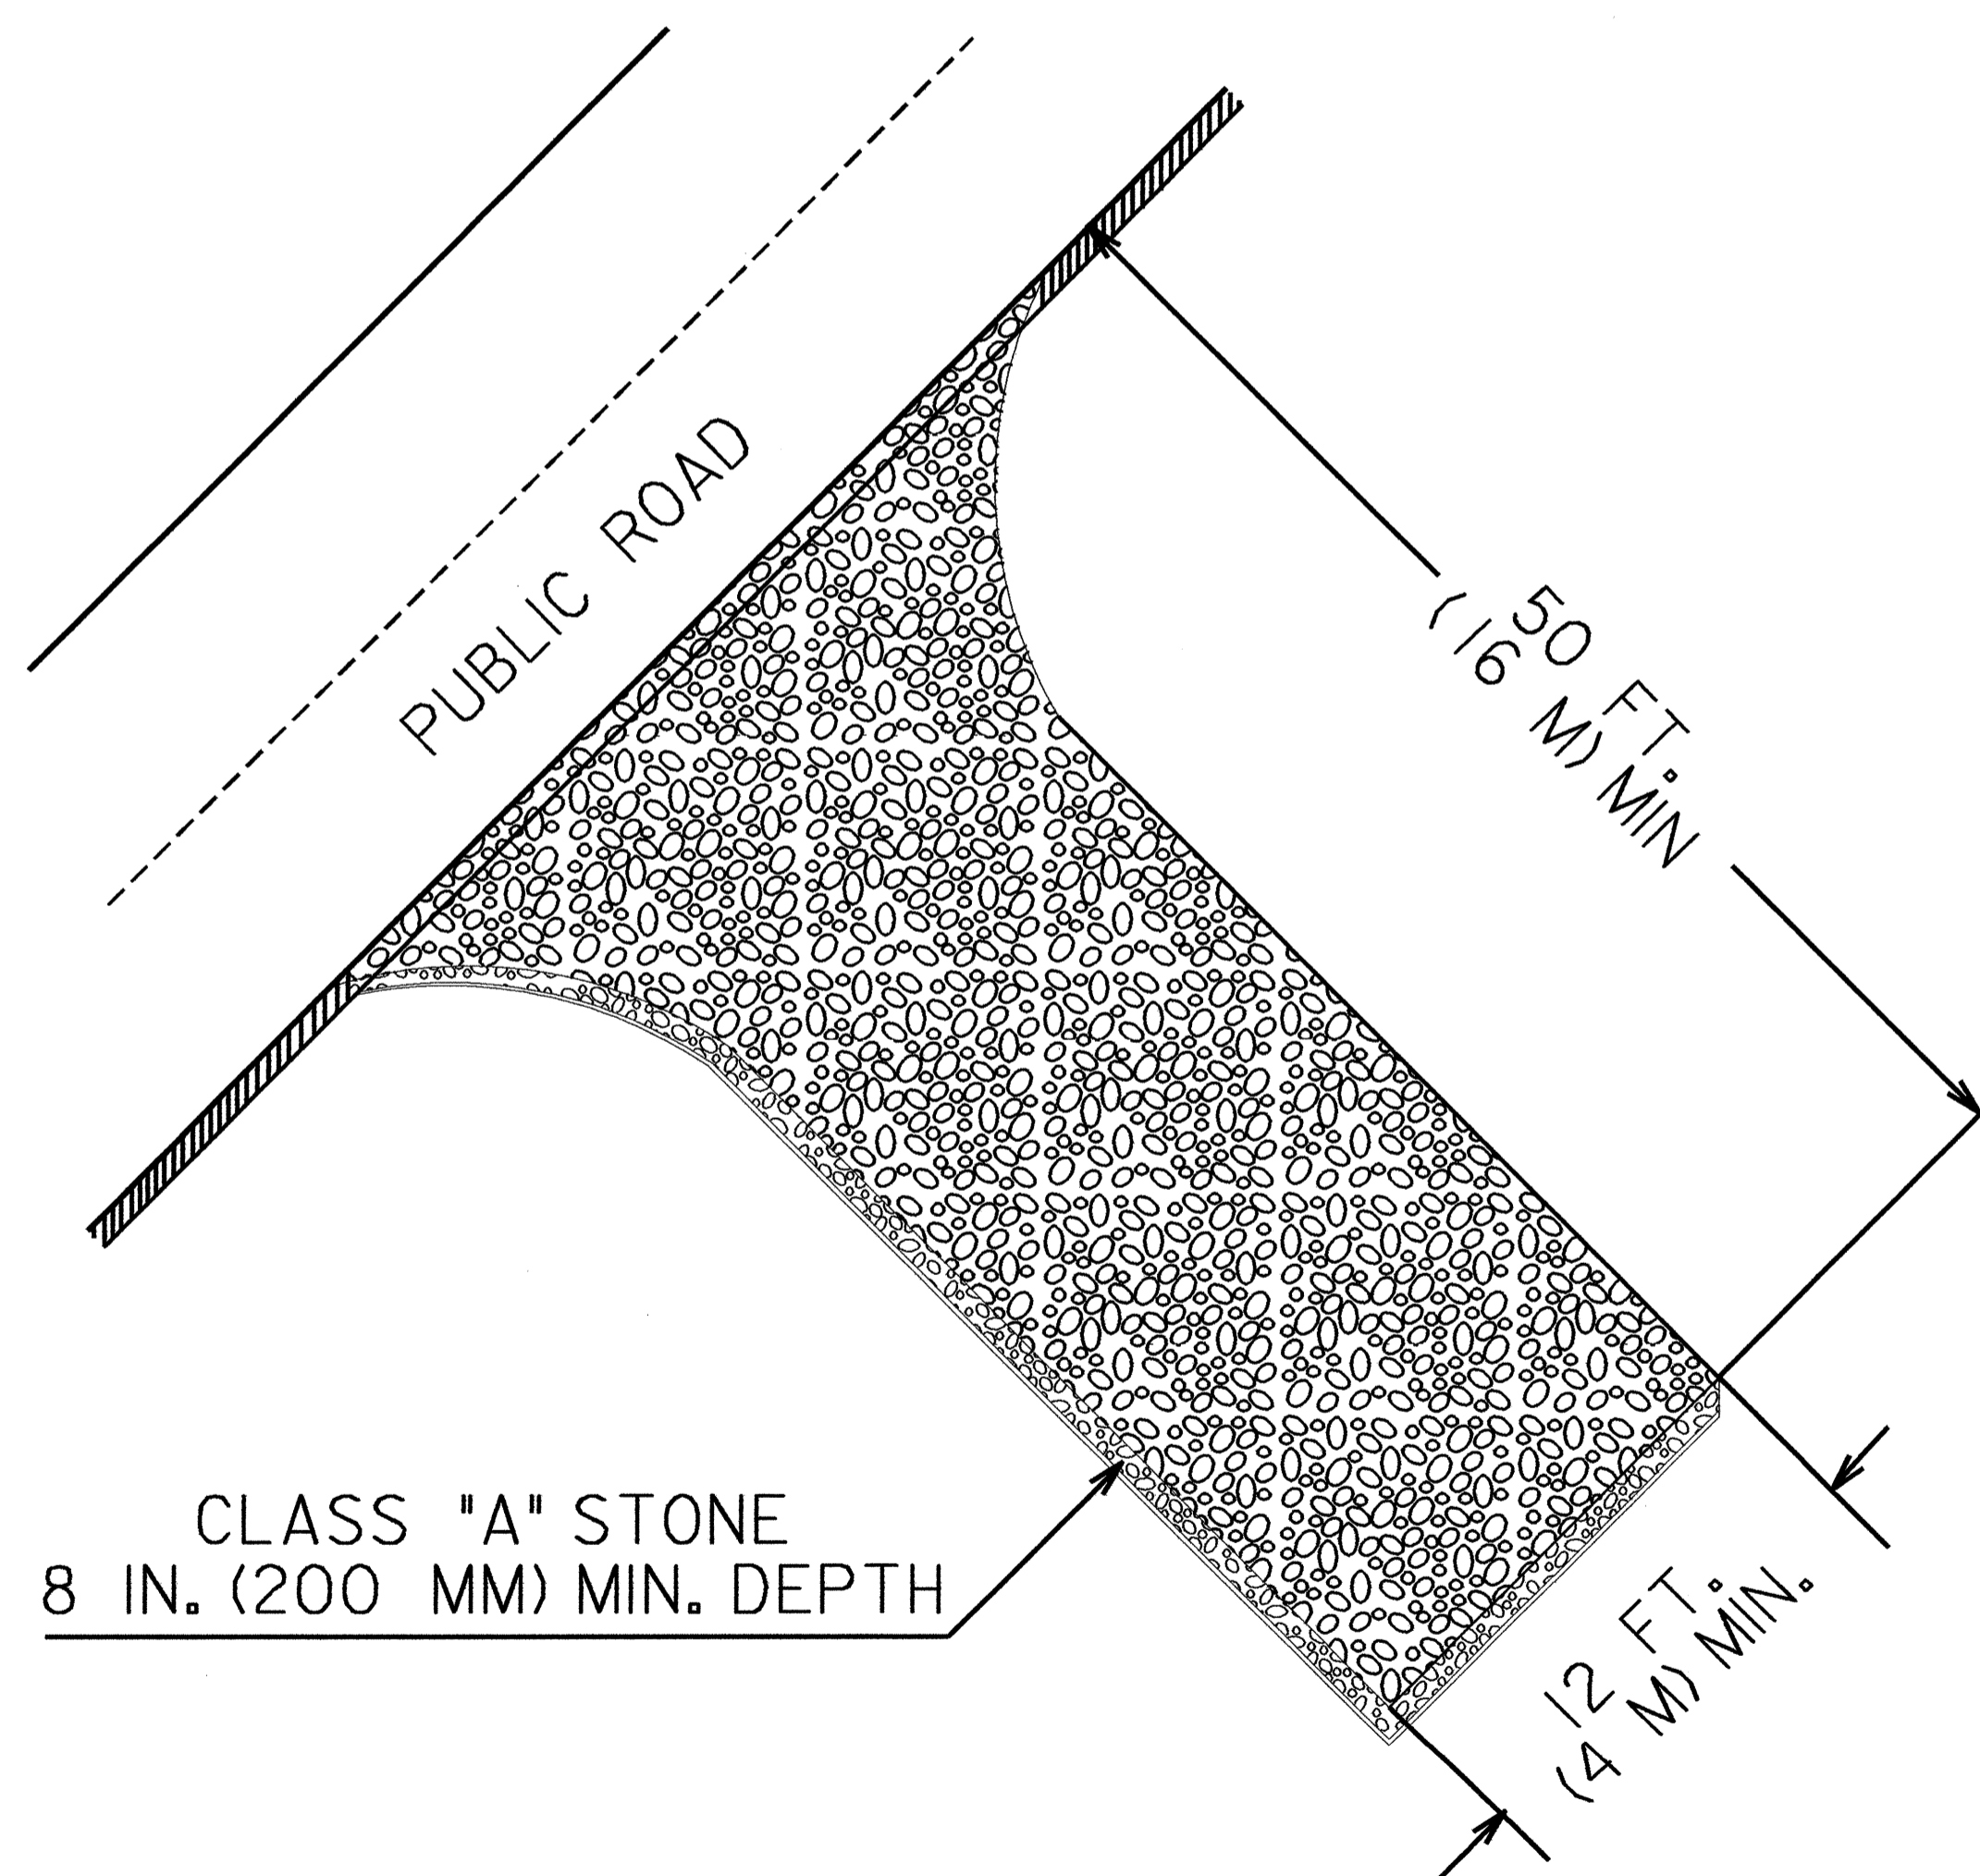 PUBLIC ROAD
50 FT.
(16 M) MIN
CLASS "A" STONE
8 IN. (200 MM) MIN. DEPTH
12 FT.
(4 M) MIN.